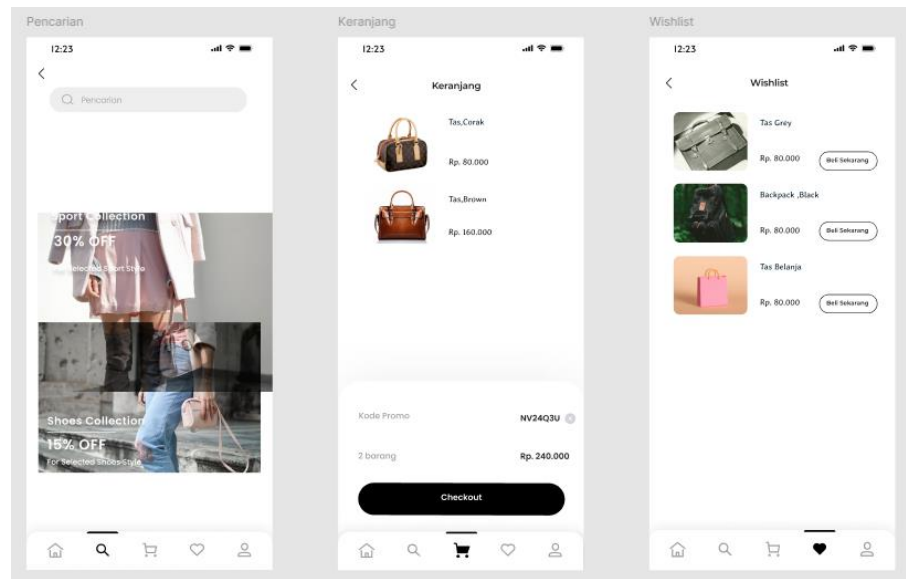 Pencarian
12:23
Pencarian
Sport Collection
30% OFF
For Selected Short Style
Shoes Collection
15% OFF
For Selected Shoes Style
Keranjang
12:23
Keranjang
Tas,Corak
Rp. 80.000
Tas,Brown
Rp. 160.000
Kode Promo
NV24Q3U
2 barang
Rp. 240.000
Checkout
Wishlist
12:23
Wishlist
Tas Grey
Rp. 80.000
Beli Sekarang
Backpack ,Black
Rp. 80.000
Beli Sekarang
Tas Belanja
Rp. 80.000
Beli Sekarang